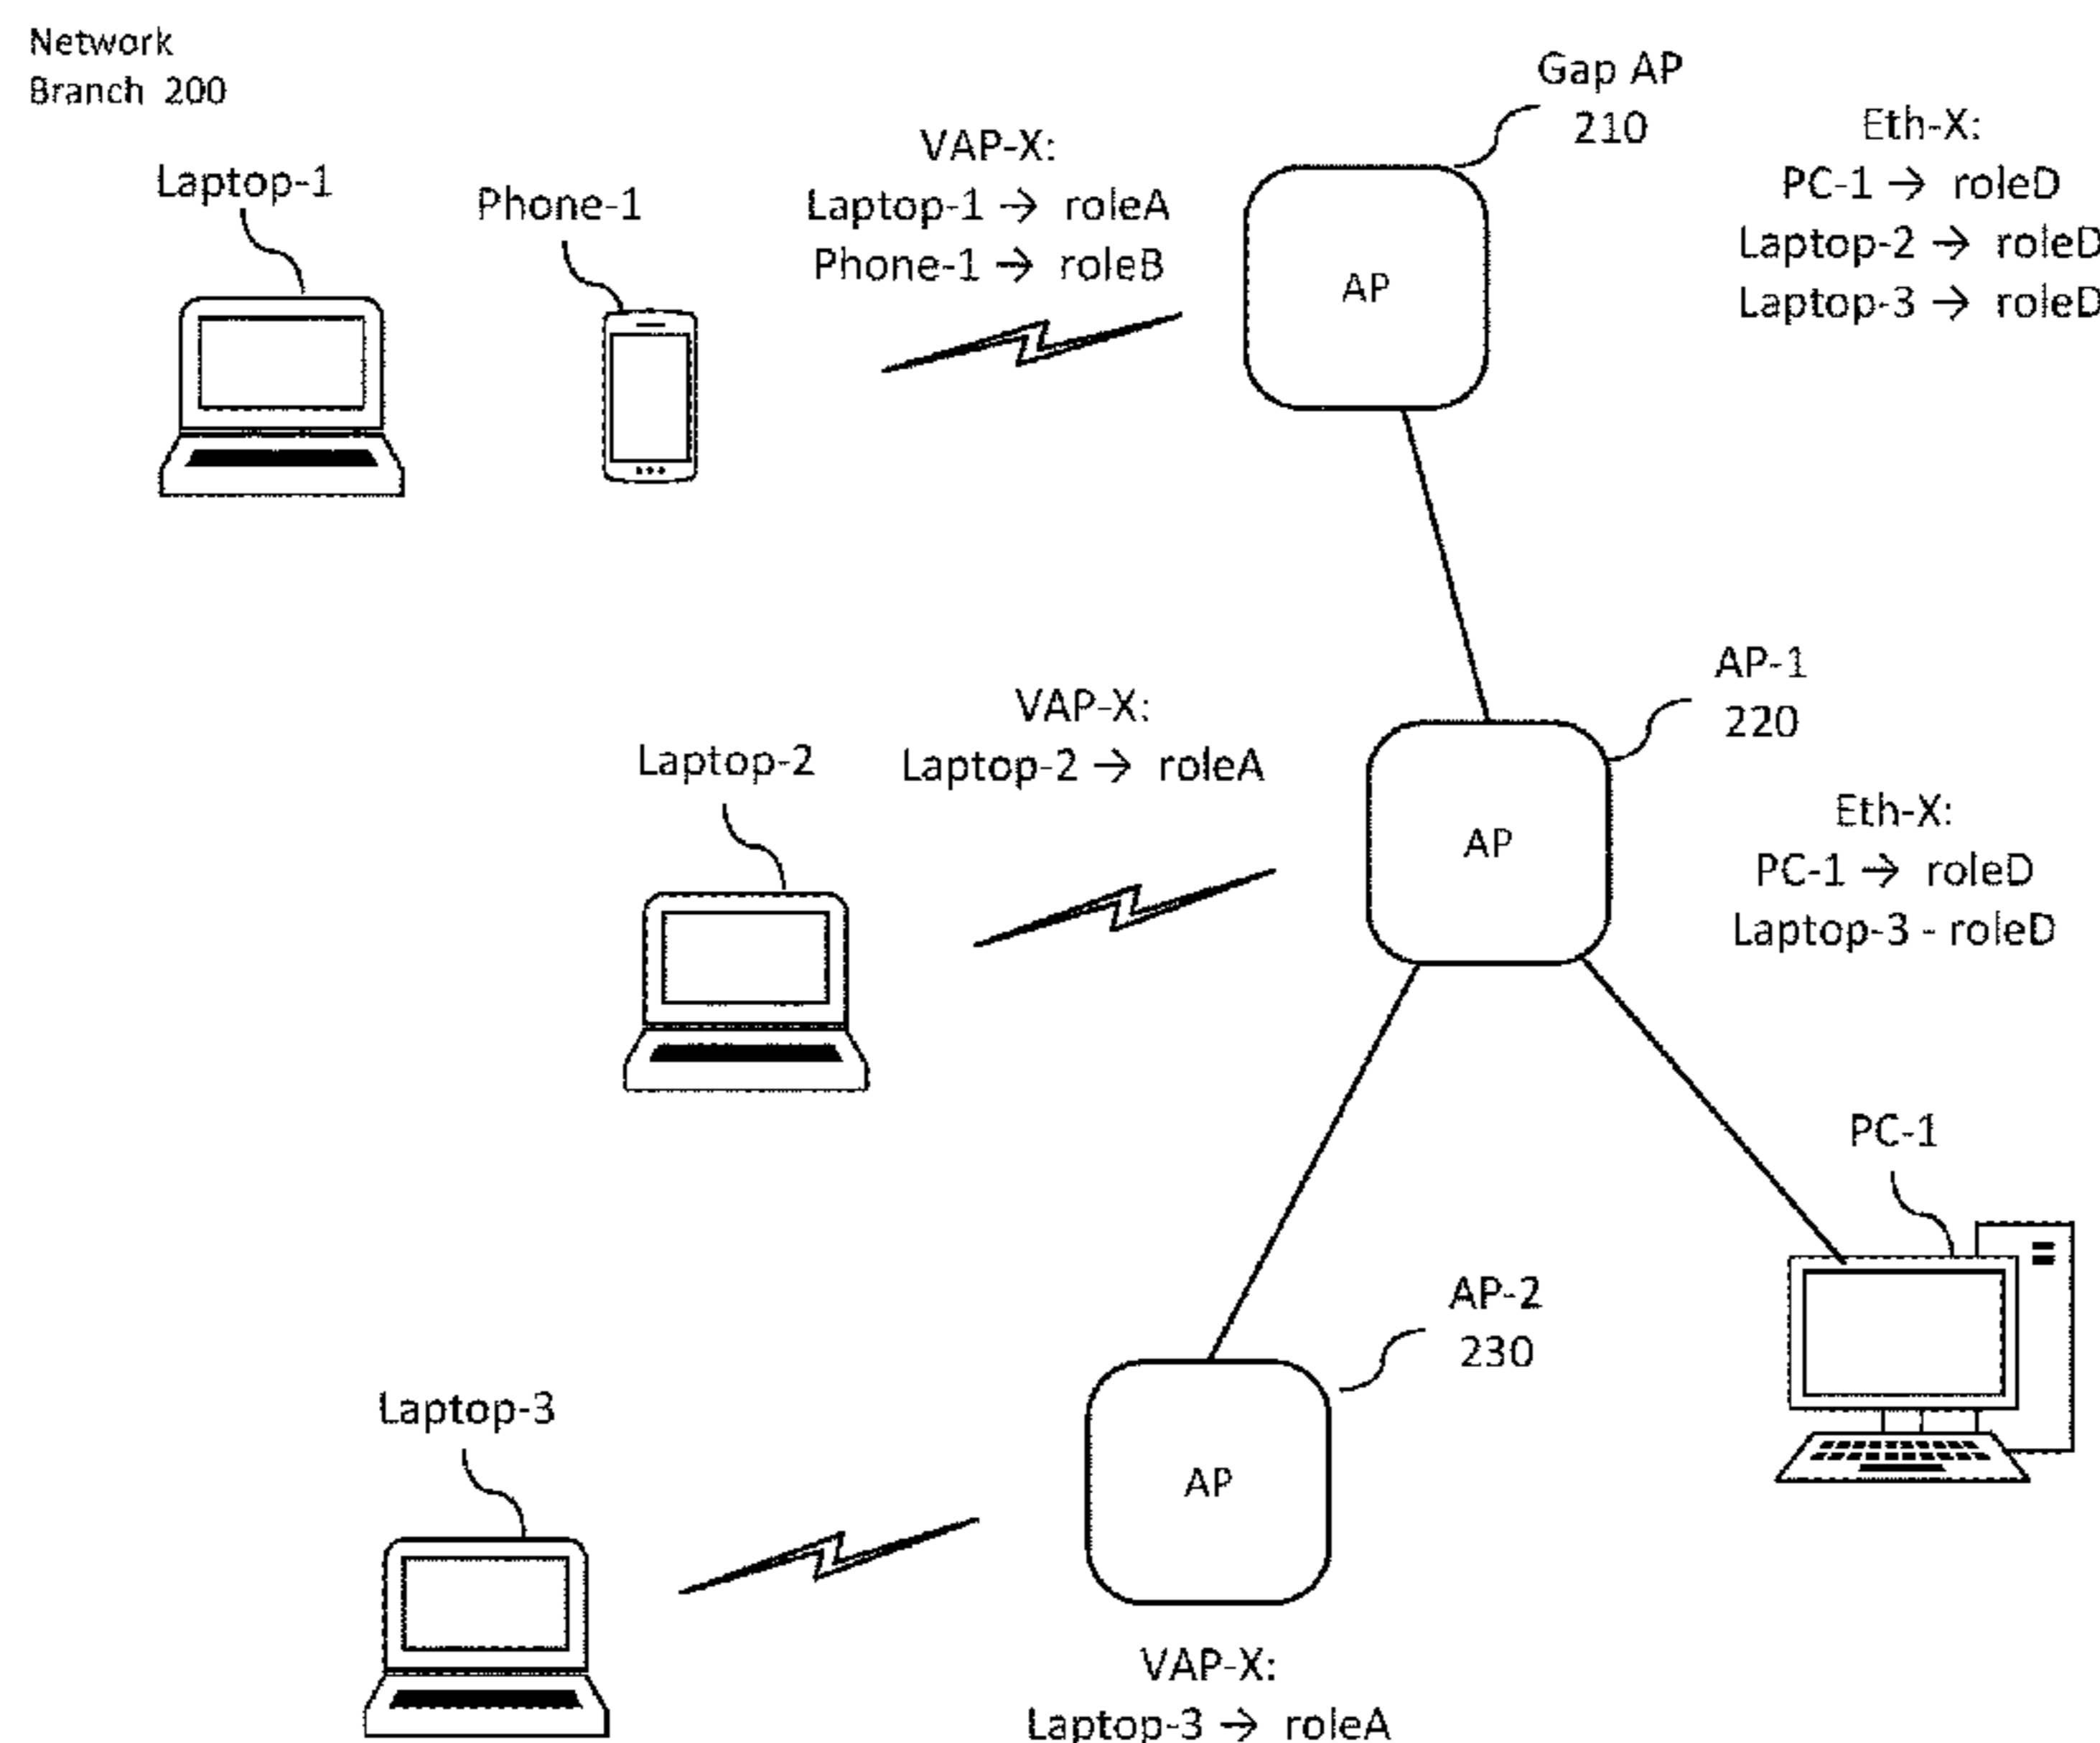 Network
Branch 200
Gap AP
210
Laptop-1
Phone-1
VAP-X:
Laptop-1 → roleA
Phone-1 → roleB
AP
Eth-X:
PC-1 → roleD
Laptop-2 → roleD
Laptop-3 → roleD
AP-1
220
Laptop-2
VAP-X:
Laptop-2 → roleA
AP
Eth-X:
PC-1 → roleD
Laptop-3 - roleD
PC-1
AP-2
230
Laptop-3
AP
VAP-X:
Laptop-3 → roleA